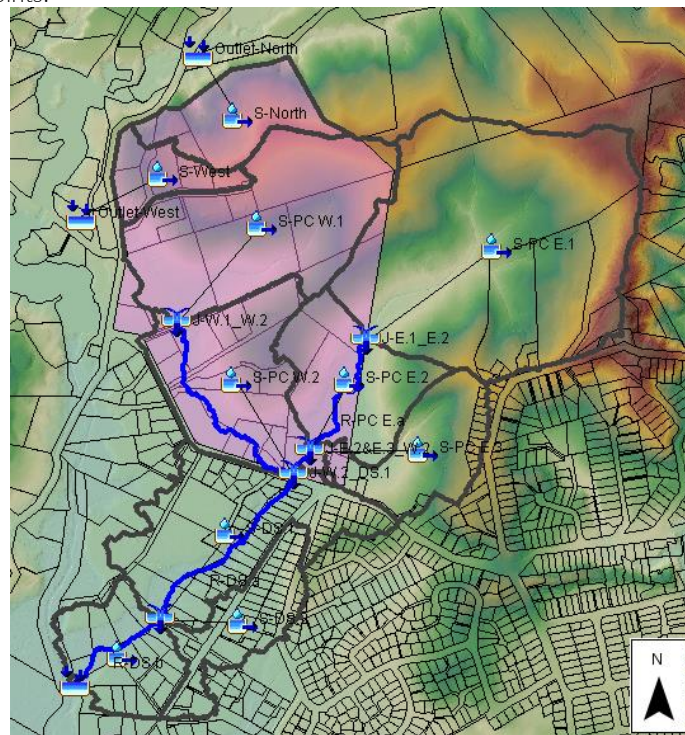 Outlet-North
S-North
S-West
Outlet-West
S-PC W.1
S-PC E.1
J-W.1_W.2
J-E.1_E.2
S-PC W.2
S-PC E.2
R-PC E.a
S-PC E.3
J-W.2_DS.1
R-DS.a
R-DS.b
N